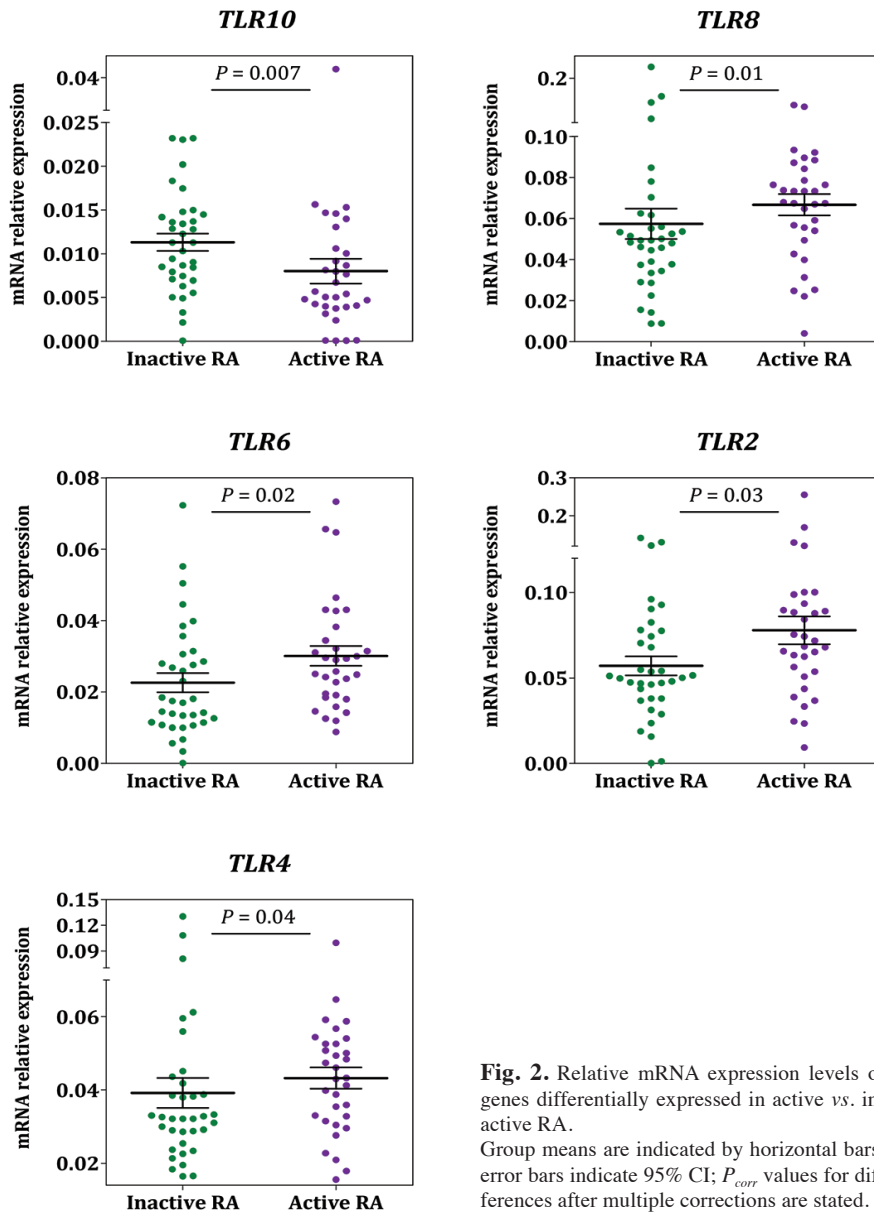 TLR10
mRNA relative expression
P = 0.007
0.04
0.025
0.020
0.015
0.010
0.005
0.000
Inactive RA
Active RA
TLR8
mRNA relative expression
P = 0.01
0.2
0.10
0.08
0.06
0.04
0.02
0.00
Inactive RA
Active RA
TLR6
mRNA relative expression
P = 0.02
0.08
0.06
0.04
0.02
0.00
Inactive RA
Active RA
TLR2
mRNA relative expression
P = 0.03
0.3
0.2
0.10
0.05
0.00
Inactive RA
Active RA
TLR4
mRNA relative expression
P = 0.04
0.15
0.12
0.09
0.06
0.04
0.02
Inactive RA
Active RA
Fig. 2. Relative mRNA expression levels o
genes differentially expressed in active vs. in
active RA.
Group means are indicated by horizontal bars
error bars indicate 95% CI; Pcorr values for dif
ferences after multiple corrections are stated.